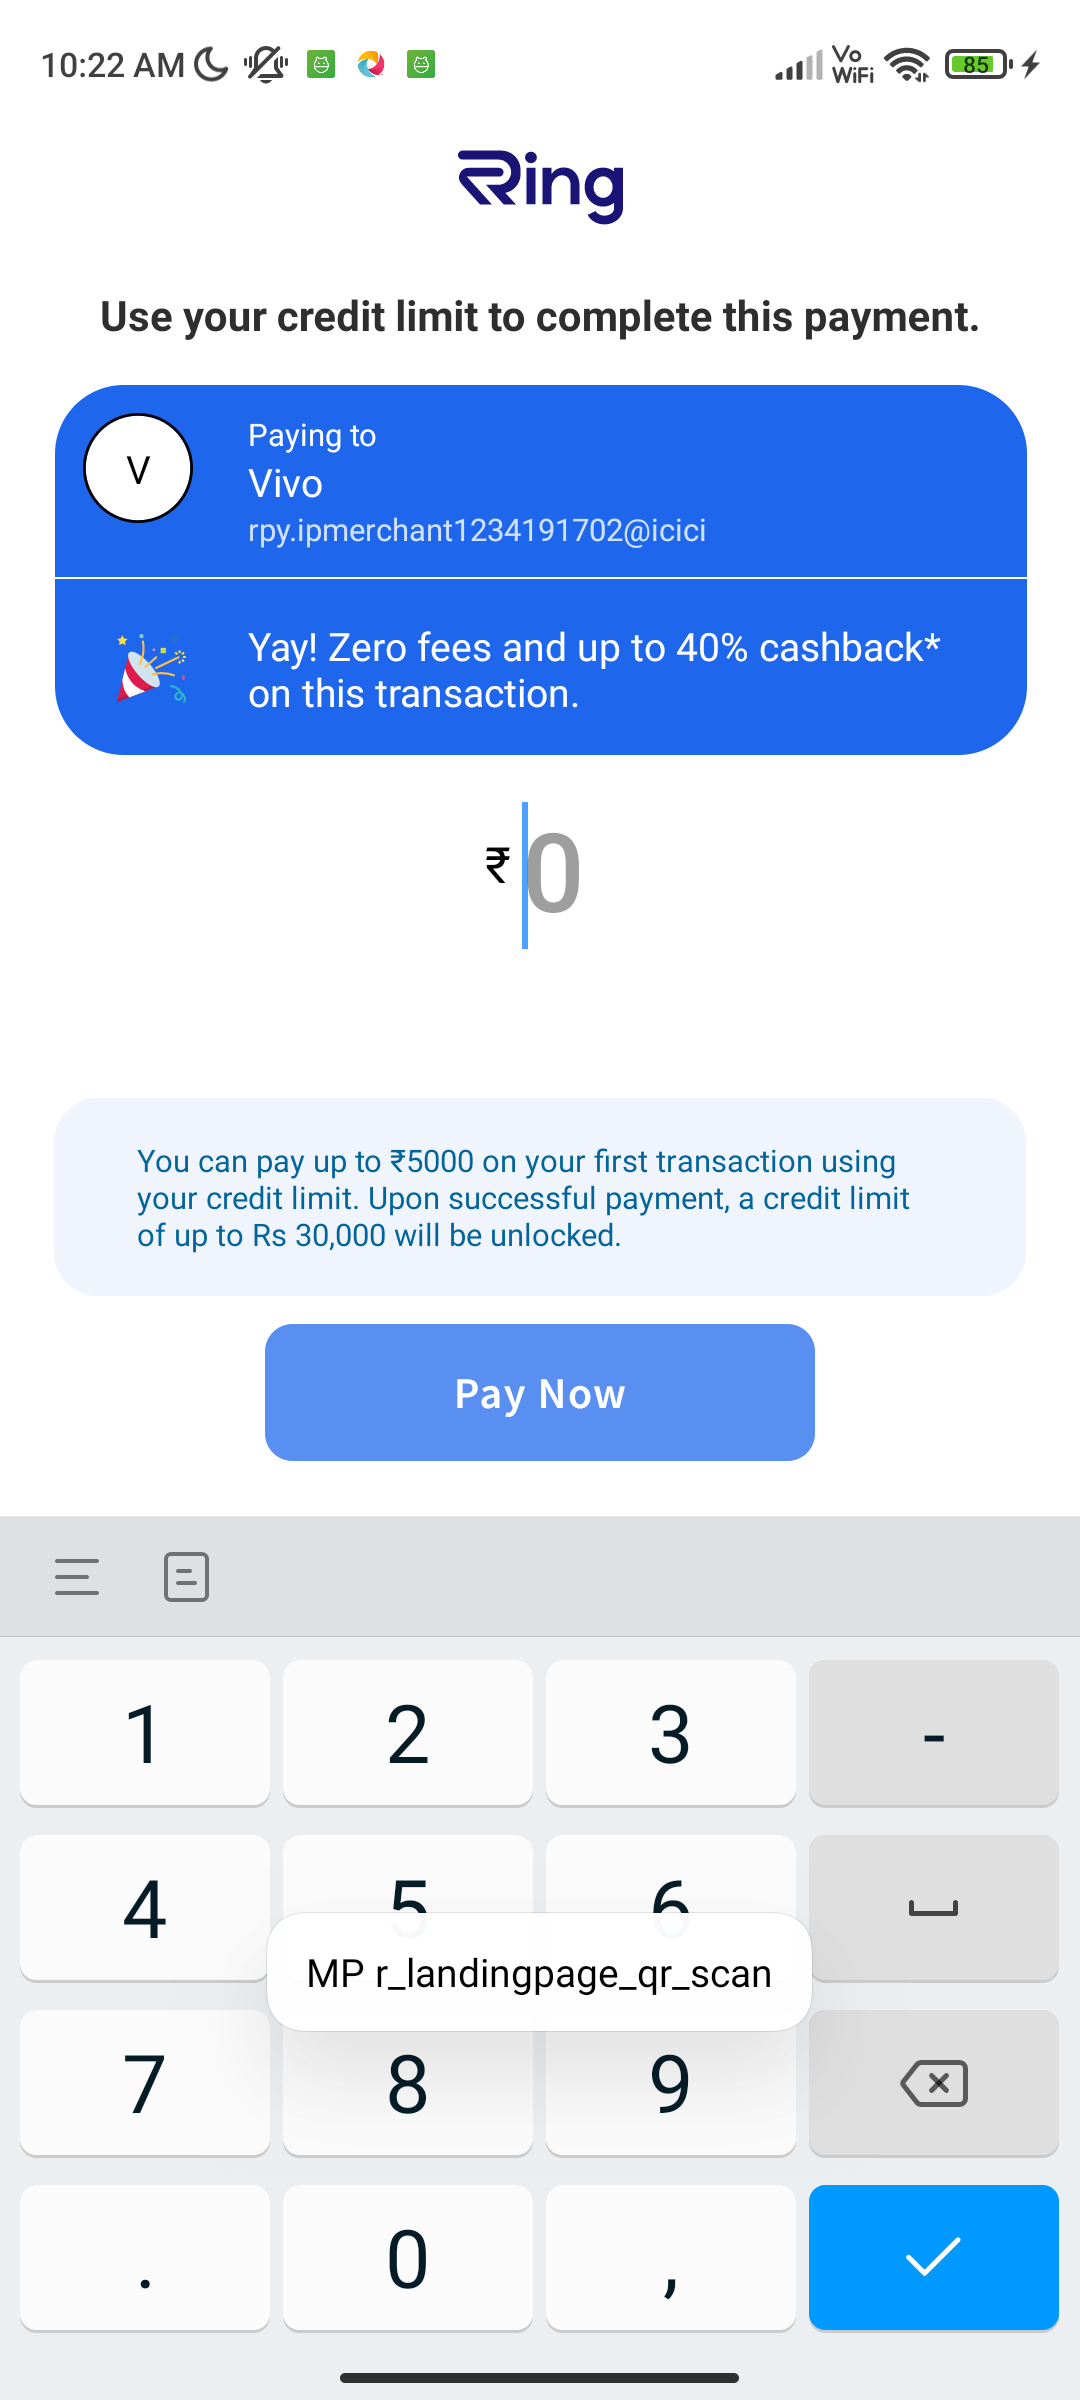 10:22 AM
Vo
WiFi
85
Ring
Use your credit limit to complete this payment.
V
Paying to
Vivo
rpy.ipmerchant1234191702@icici
Yay! Zero fees and up to 40% cashback*
on this transaction.
₹ 0
You can pay up to ₹5000 on your first transaction using
your credit limit. Upon successful payment, a credit limit
of up to Rs 30,000 will be unlocked.
Pay Now
1 2 3 -
4 5 6
MP r_landingpage_qr_scan
7 8 9
. 0 ,